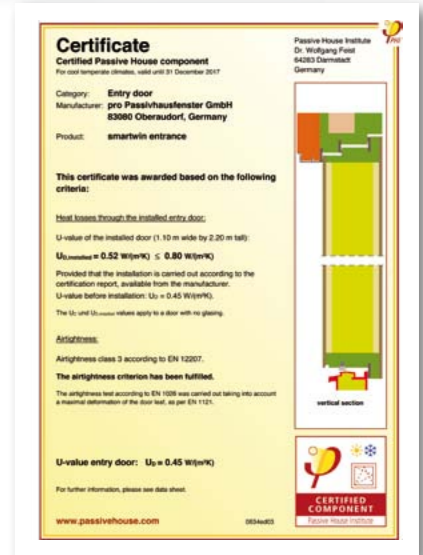 PHI
Certificate
Certified Passive House component
For cool temperate climates, valid until 31 December 2017
Passive House Institute
Dr. Wolfgang Feist
64283 Darmstadt
Germany
Category: Entry door
Manufacturer: pro Passivhausfenster GmbH
83080 Oberaudorf, Germany
Product: smartwin entrance
This certificate was awarded based on the following
criteria:
Heat losses through the installed entry door:
U-value of the installed door (1.10 m wide by 2.20 m tall):
UD,installed = 0.52 W/(m²K) ≤ 0.80 W/(m²K)
Provided that the installation is carried out according to the
certification report, available from the manufacturer.
U-value before installation: UD = 0.45 W/(m²K).
The UD und UD,installed values apply to a door with no glazing.
Airtightness:
Airtightness class 3 according to EN 12207.
The airtightness criterion has been fulfilled.
The airtightness test according to EN 1026 was carried out taking into account
a maximal deformation of the door leaf, as per EN 1121.
vertical section
U-value entry door: UD = 0.45 W/(m²K)
For further information, please see data sheet.
www.passivehouse.com
0834ed03
CERTIFIED
COMPONENT
Passive House Institute